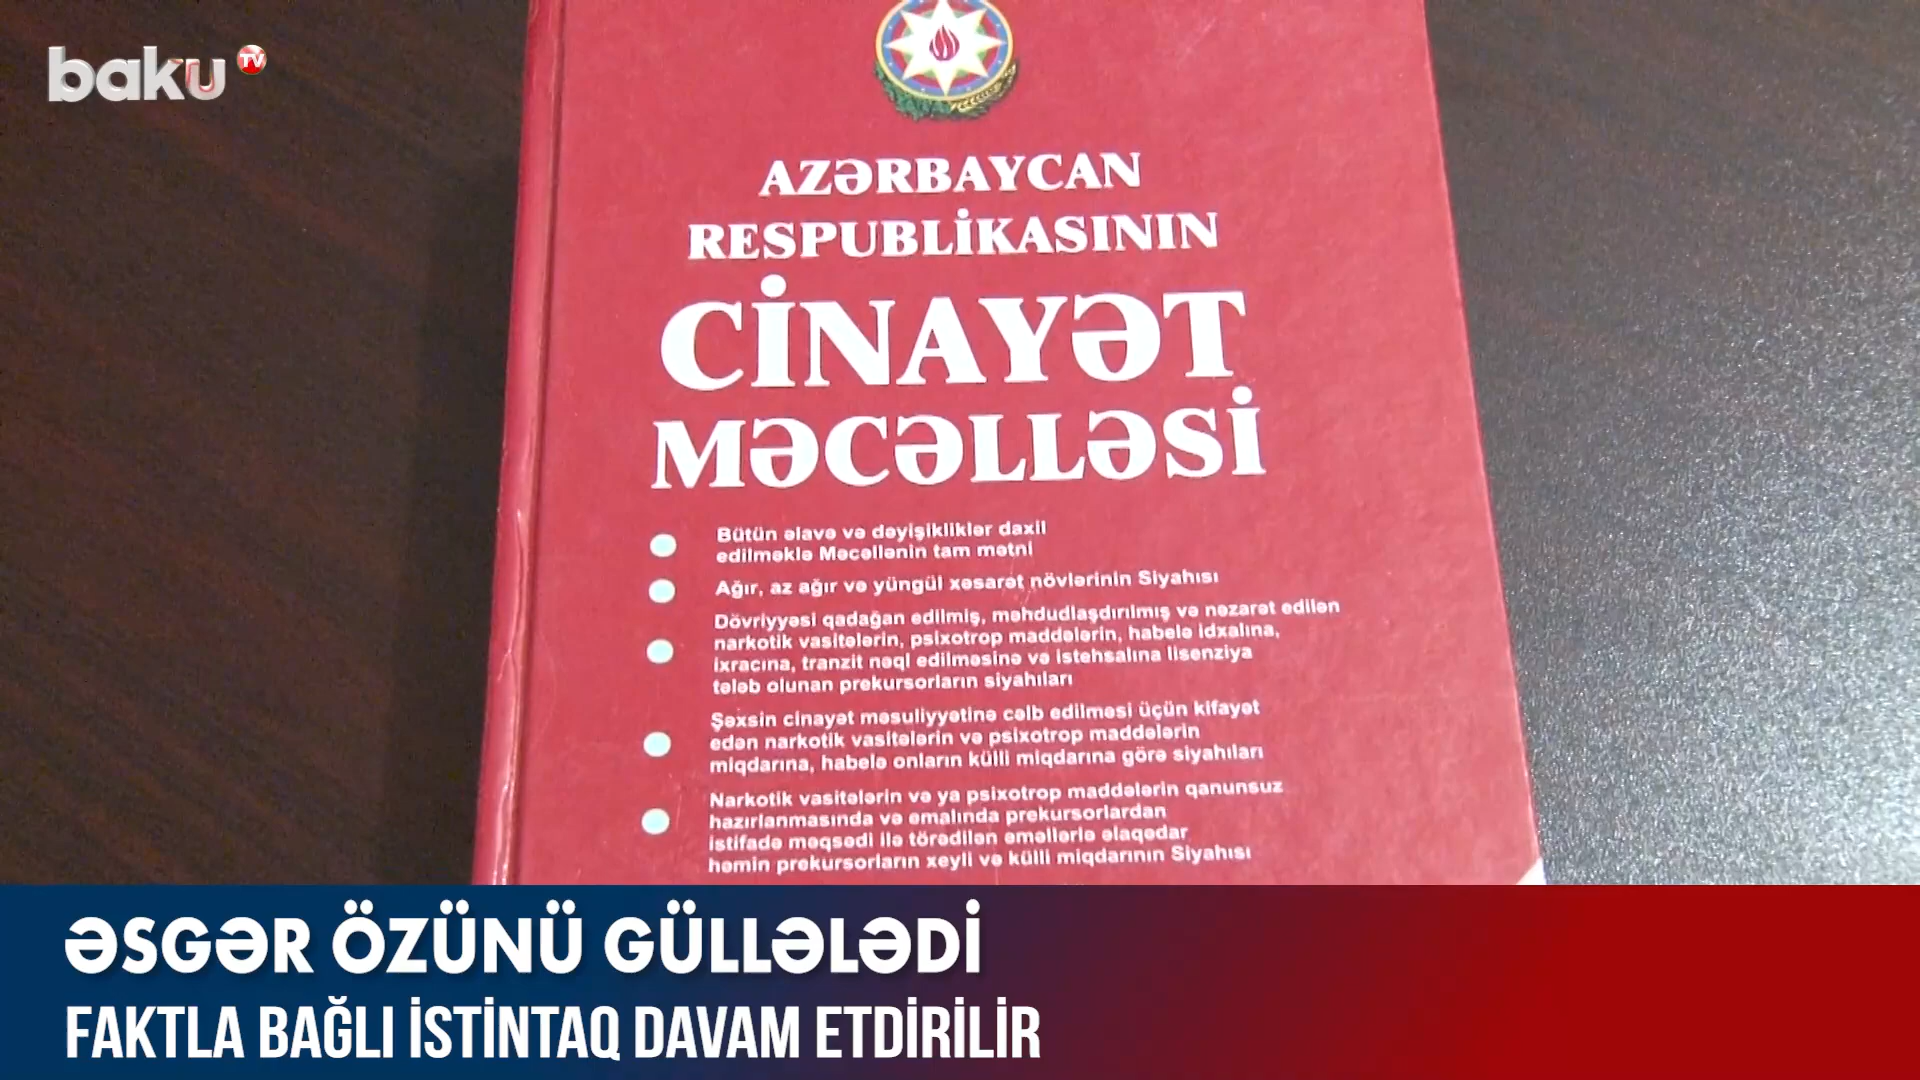 baku TV
AZƏRBAYCAN
RESPUBLİKASININ
CİNAYƏT
MƏCƏLLƏSİ
Bütün əlavə və dəyişikliklər daxil
edilməklə Məcəllənin tam mətni
Ağır, az ağır və yüngül xəsarət növlərinin Siyahısı
Dövriyyəsi qadağan edilmiş, məhdudlaşdırılmış və nəzarət edilən
narkotik vasitələrin, psixotrop maddələrin, habelə idxalına,
ixracına, tranzit nəql edilməsinə və istehsalına lisenziya
tələb olunan prekursorların siyahıları
Şəxsin cinayət məsuliyyətinə cəlb edilməsi üçün kifayət
edən narkotik vasitələrin və psixotrop maddələrin
miqdarına, habelə onların külli miqdarına görə siyahıları
Narkotik vasitələrin və ya psixotrop maddələrin qanunsuz
hazırlanmasında və emalında prekursorlardan
istifadə məqsədi ilə törədilən əməllərlə əlaqədar
həmin prekursorların xeyli və külli miqdarının Siyahısı
ƏSGƏR ÖZÜNÜ GÜLLƏLƏDİ
FAKTLA BAĞLI İSTİNTAQ DAVAM ETDİRİLİR